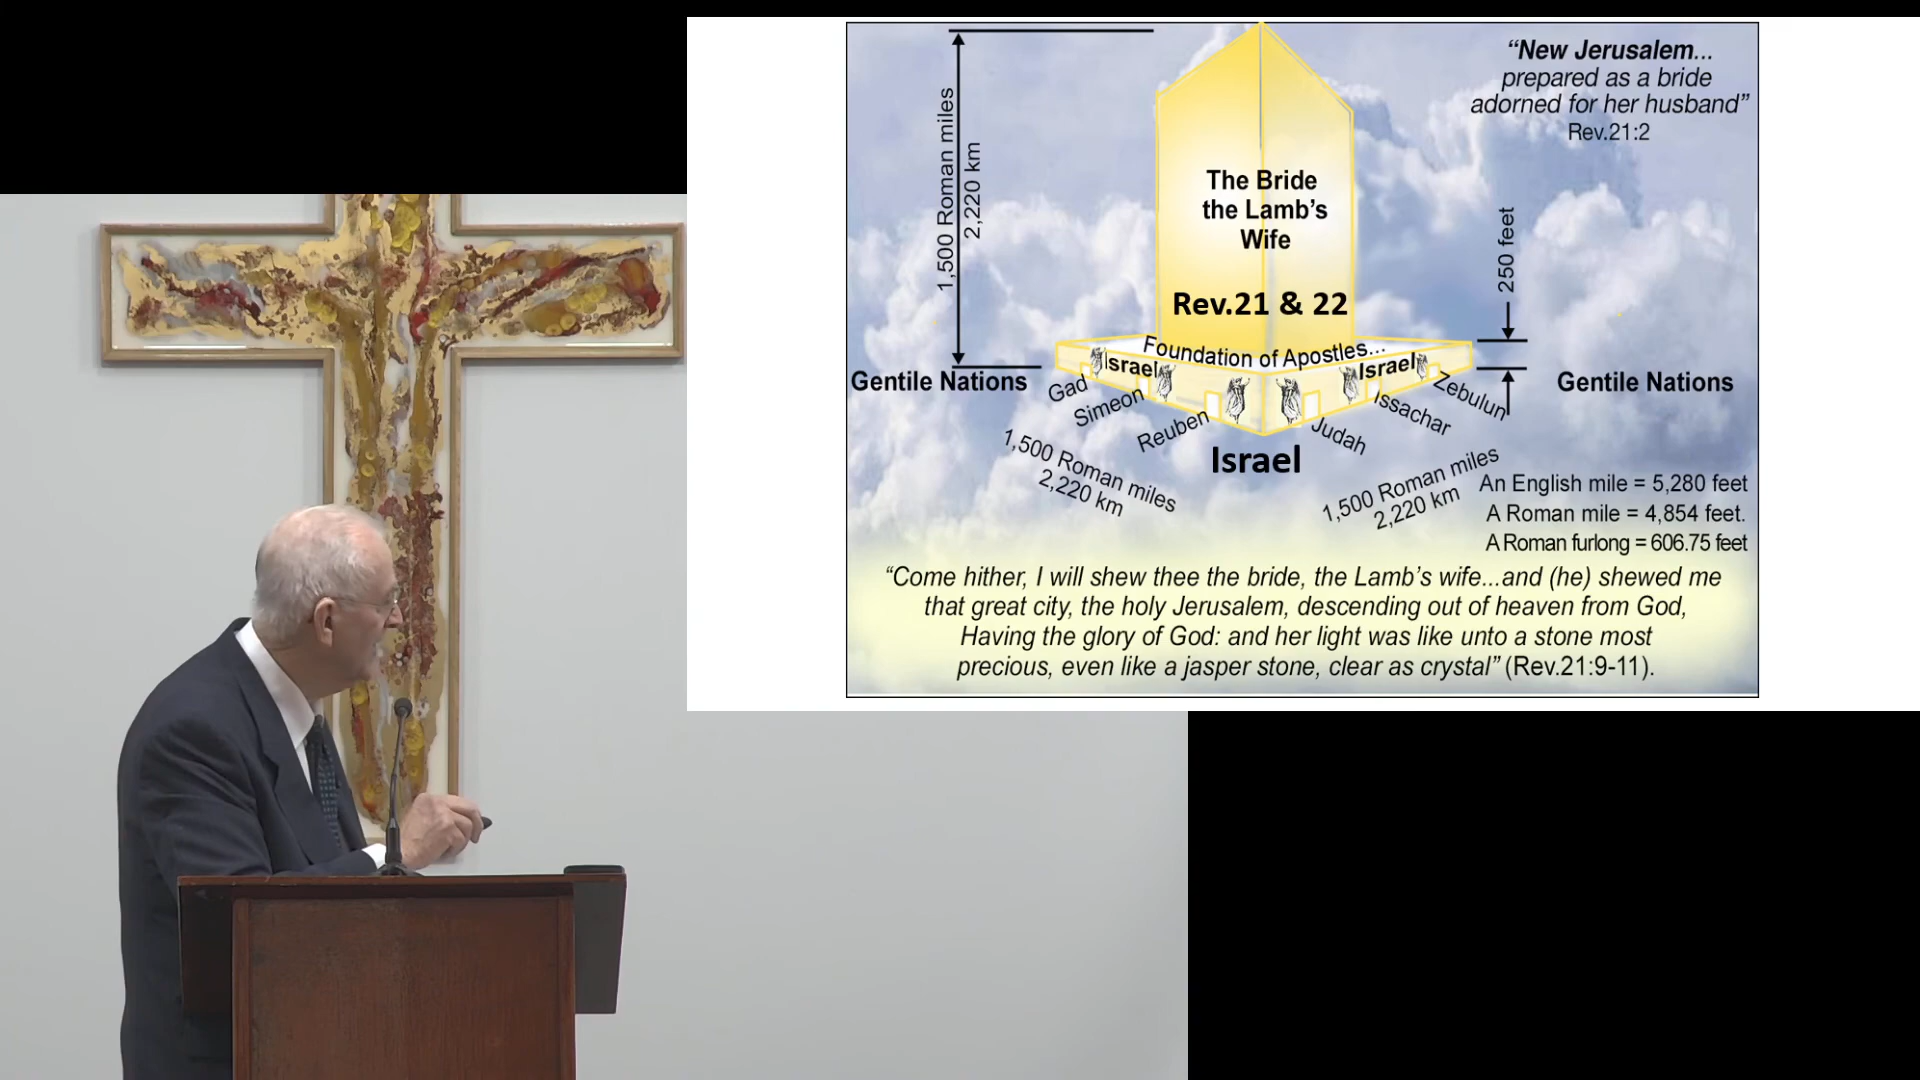 "New Jerusalem...
prepared as a bride
adorned for her husband"
Rev.21:2
1,500 Roman miles
2,220 km
The Bride
the Lamb's
Wife
Rev.21 & 22
250 feet
Foundation of Apostles...
Israel
Israel
Gentile Nations
Gentile Nations
Gad
Simeon
Reuben
Judah
Issachar
Zebulun
Israel
1,500 Roman miles
2,220 km
1,500 Roman miles
2,220 km
An English mile = 5,280 feet
A Roman mile = 4,854 feet.
A Roman furlong = 606.75 feet
"Come hither, I will shew thee the bride, the Lamb's wife...and (he) shewed me
that great city, the holy Jerusalem, descending out of heaven from God,
Having the glory of God: and her light was like unto a stone most
precious, even like a jasper stone, clear as crystal" (Rev.21:9-11).